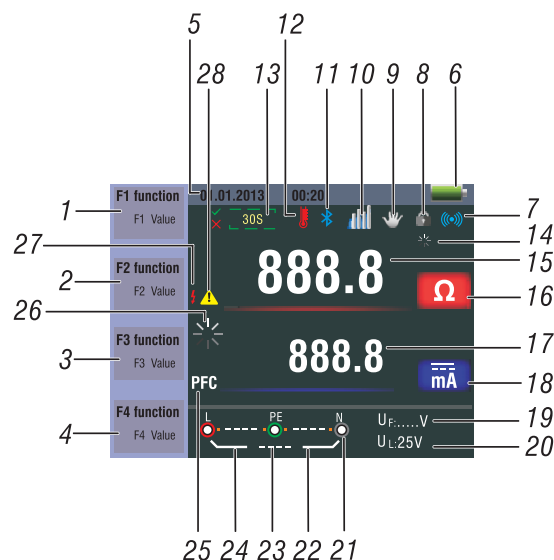 12
5 28 13 11 10 9 8 6
F1 function
F1 Value
01.01.2013 00:20
30S
1
7
14
27
F2 function
F2 Value
888.8
15
2
Ω
16
26
F3 function
F3 Value
888.8
17
3
PFC
mA
18
F4 function
F4 Value
L PE N
UF:.....V
19
4
UL:25V
20
25 24 23 22 21